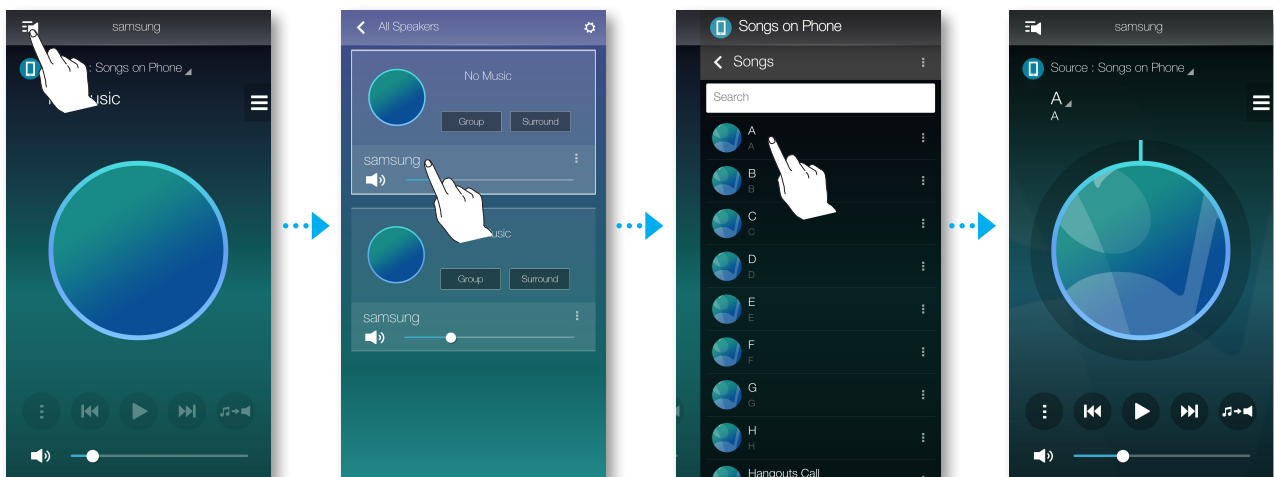 samsung
: Songs on Phone
usic
All Speakers
No Music
Group Surround
samsung
usic
Group Surround
samsung
Songs on Phone
Songs
Search
A
A
B
B
C
C
D
D
E
E
F
F
G
G
H
H
Hangouts Call
samsung
Source : Songs on Phone
A
A